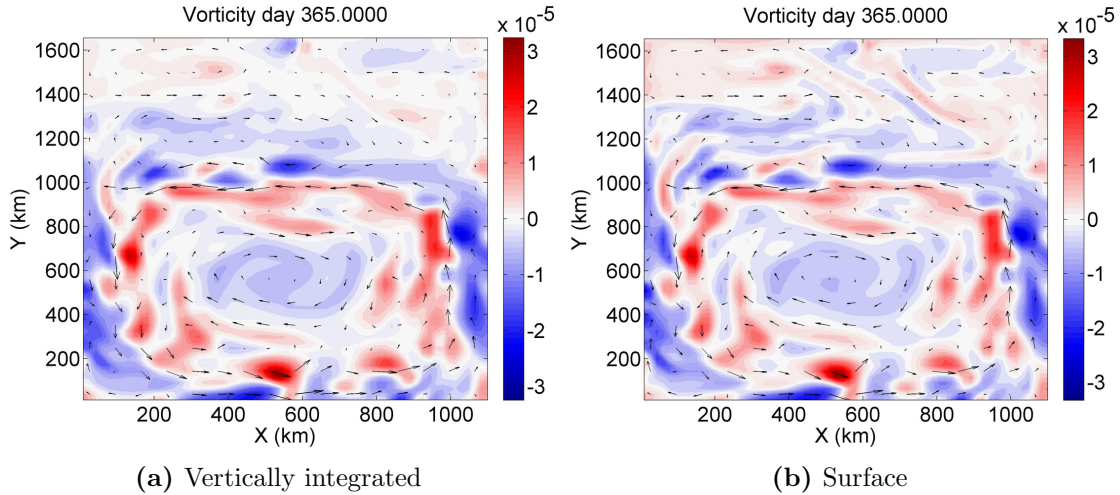 Vorticity day 365.0000
x 10⁻⁵
1600
1400
1200
1000
800
600
400
200
Y (km)
200 400 600 800 1000
X (km)
3
2
1
0
-1
-2
-3
(a) Vertically integrated
Vorticity day 365.0000
x 10⁻⁵
1600
1400
1200
1000
800
600
400
200
Y (km)
200 400 600 800 1000
X (km)
3
2
1
0
-1
-2
-3
(b) Surface